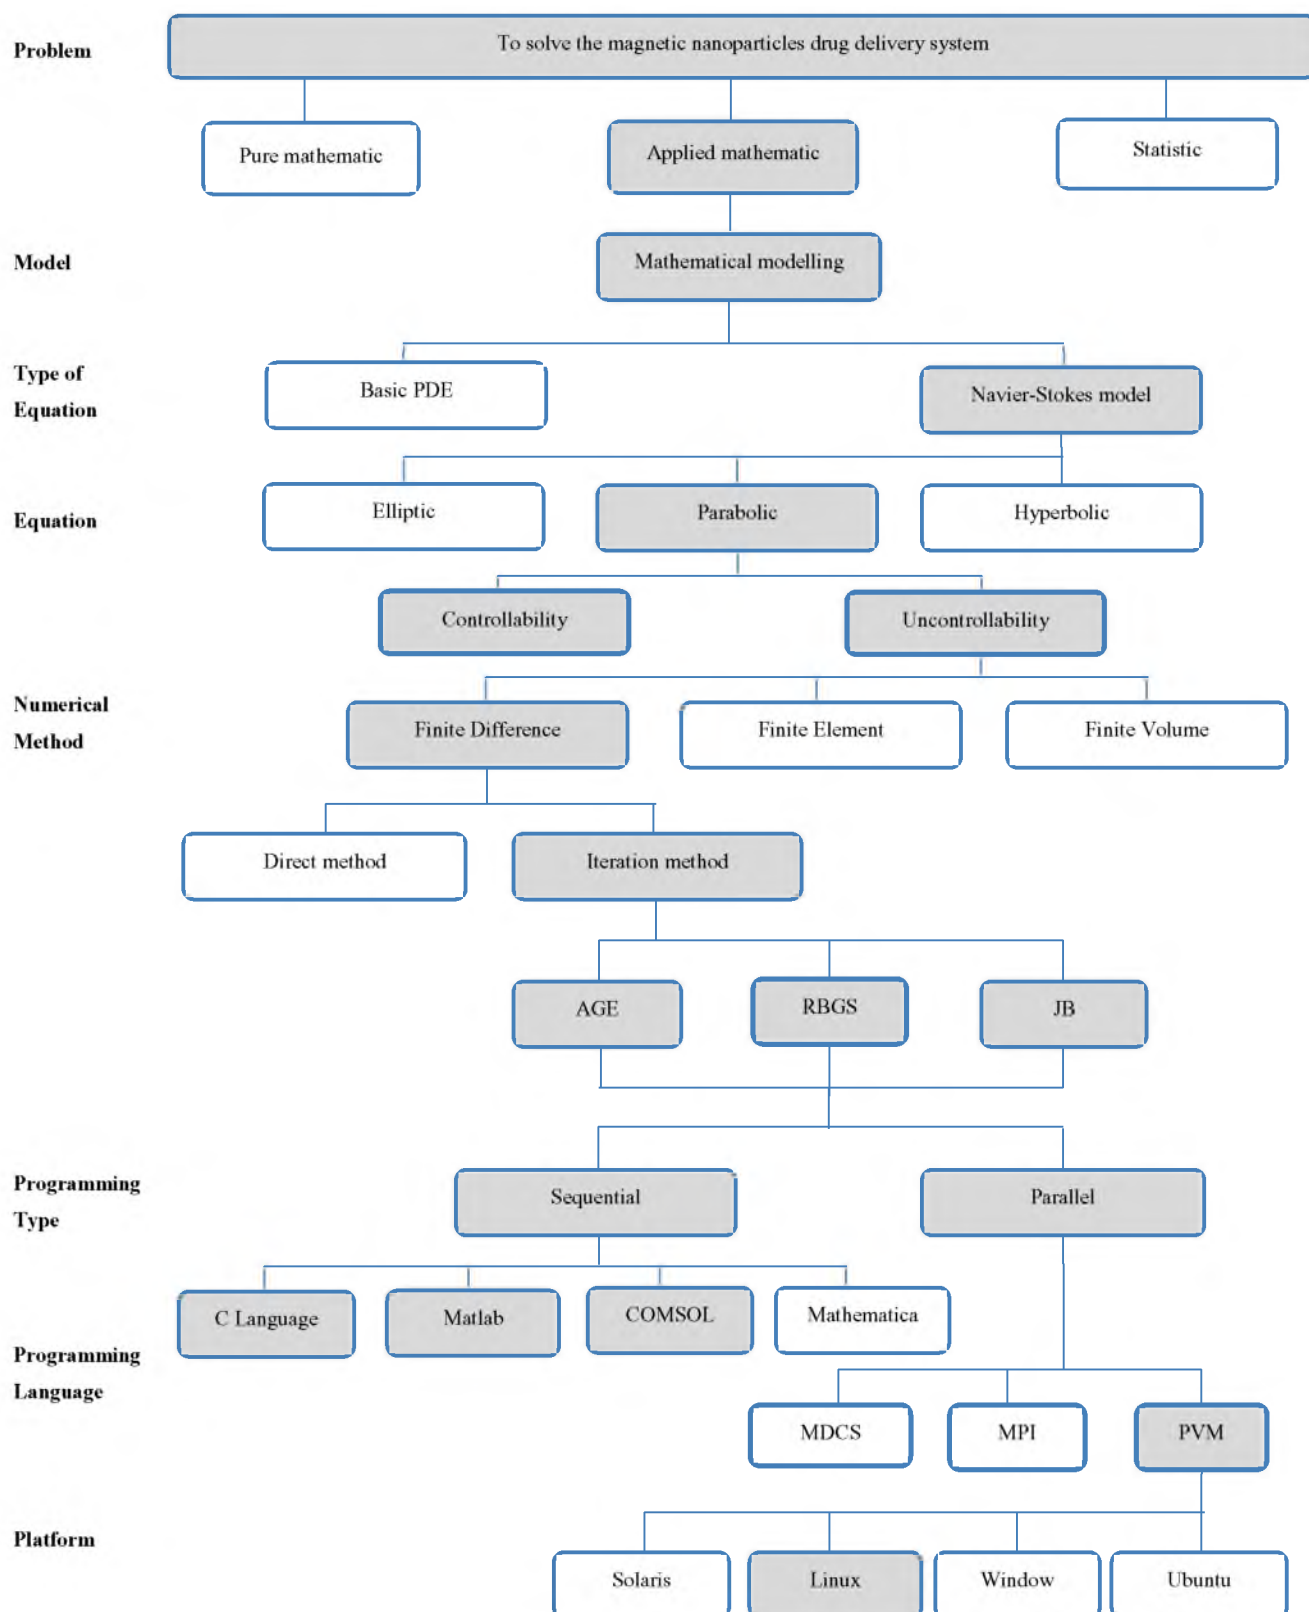 Problem
To solve the magnetic nanoparticles drug delivery system
Pure mathematic
Applied mathematic
Statistic
Model
Mathematical modelling
Type of
Equation
Basic PDE
Navier-Stokes model
Equation
Elliptic
Parabolic
Hyperbolic
Controllability
Uncontrollability
Numerical
Method
Finite Difference
Finite Element
Finite Volume
Direct method
Iteration method
AGE
RBGS
JB
Programming
Type
Sequential
Parallel
C Language
Matlab
COMSOL
Mathematica
Programming
Language
MDCS
MPI
PVM
Platform
Solaris
Linux
Window
Ubuntu